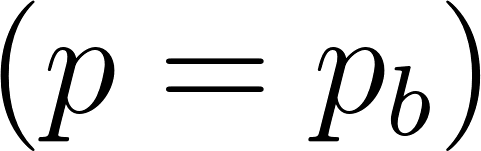 (p = p_b)